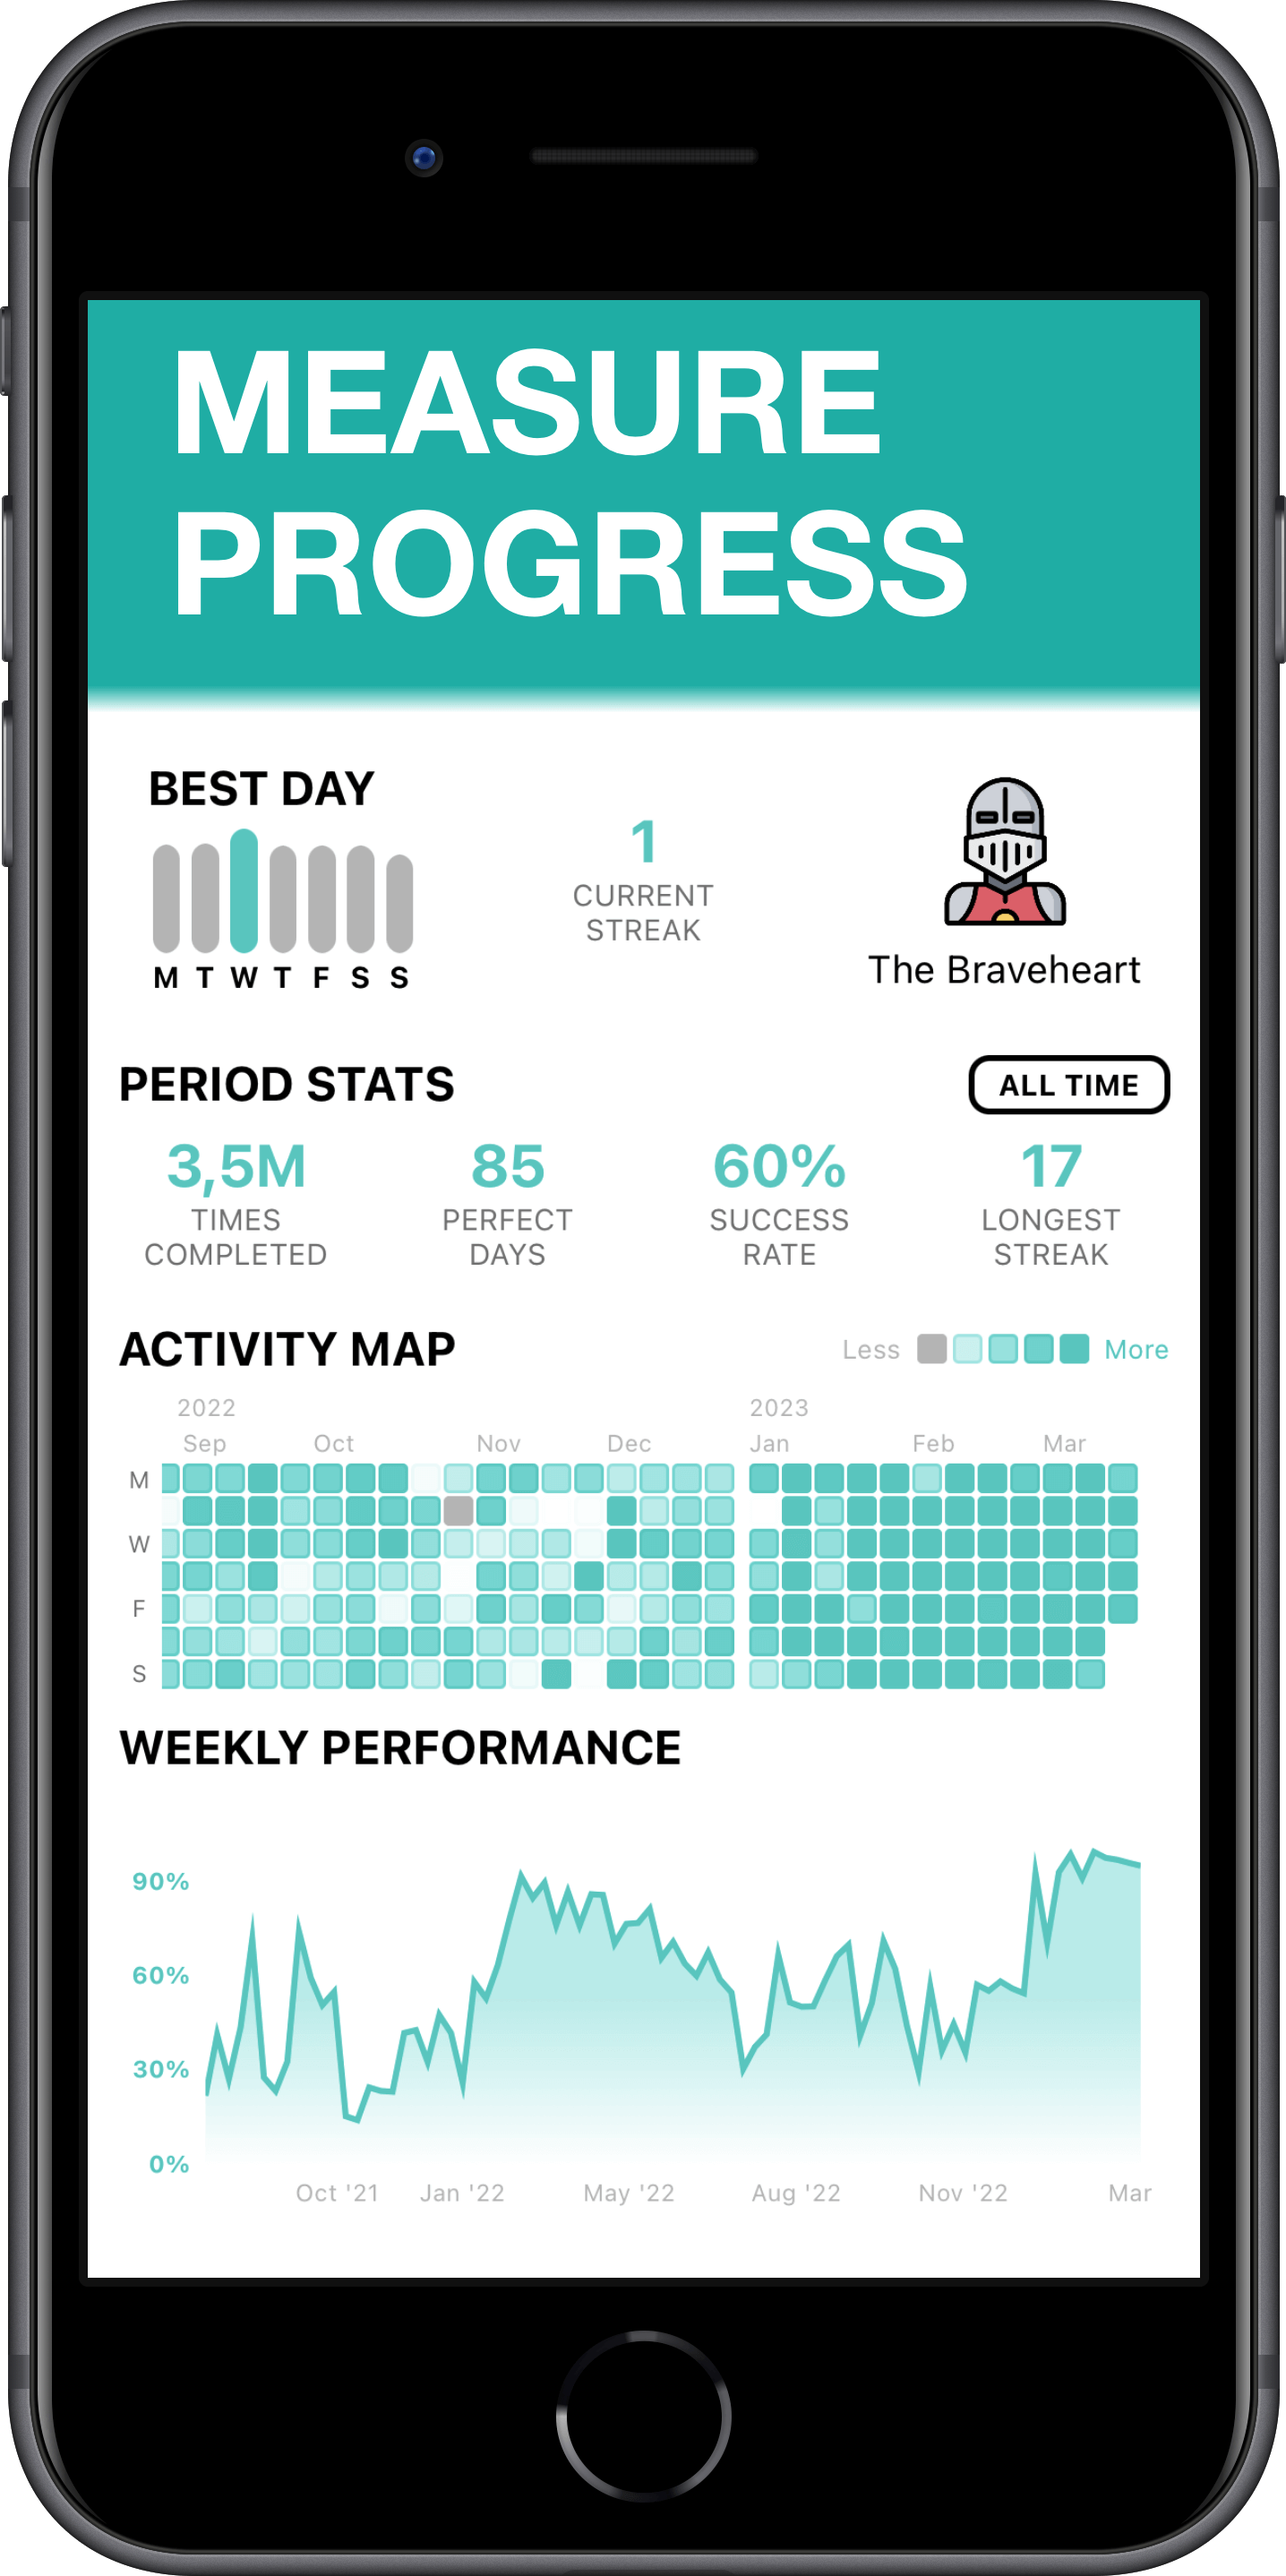 MEASURE
PROGRESS
BEST DAY
M T W T F S S
1
CURRENT
STREAK
The Braveheart
PERIOD STATS
ALL TIME
3,5M
TIMES
COMPLETED
85
PERFECT
DAYS
60%
SUCCESS
RATE
17
LONGEST
STREAK
ACTIVITY MAP
Less More
2022 2023
Sep Oct Nov Dec Jan Feb Mar
M
W
F
S
WEEKLY PERFORMANCE
90%
60%
30%
0%
Oct '21 Jan '22 May '22 Aug '22 Nov '22 Mar